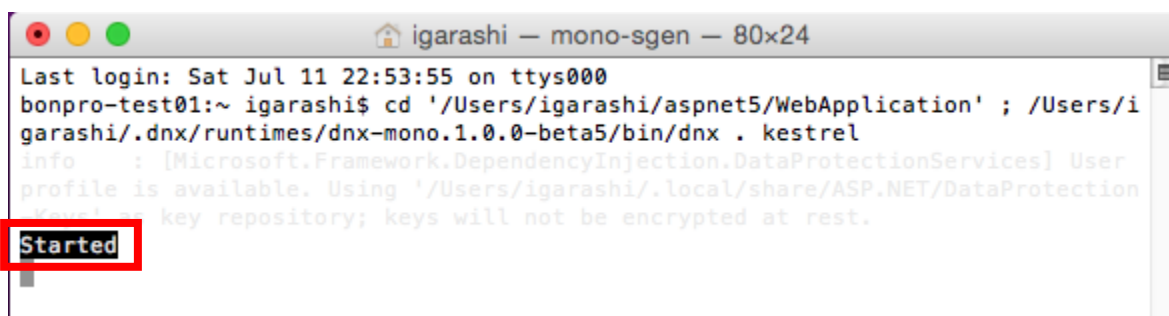 igarashi — mono-sgen — 80×24
Last login: Sat Jul 11 22:53:55 on ttys000
bonpro-test01:~ igarashi$ cd '/Users/igarashi/aspnet5/WebApplication' ; /Users/i
garashi/.dnx/runtimes/dnx-mono.1.0.0-beta5/bin/dnx . kestrel
info    : [Microsoft.Framework.DependencyInjection.DataProtectionServices] User
profile is available. Using '/Users/igarashi/.local/share/ASP.NET/DataProtection
-Keys' as key repository; keys will not be encrypted at rest.
Started